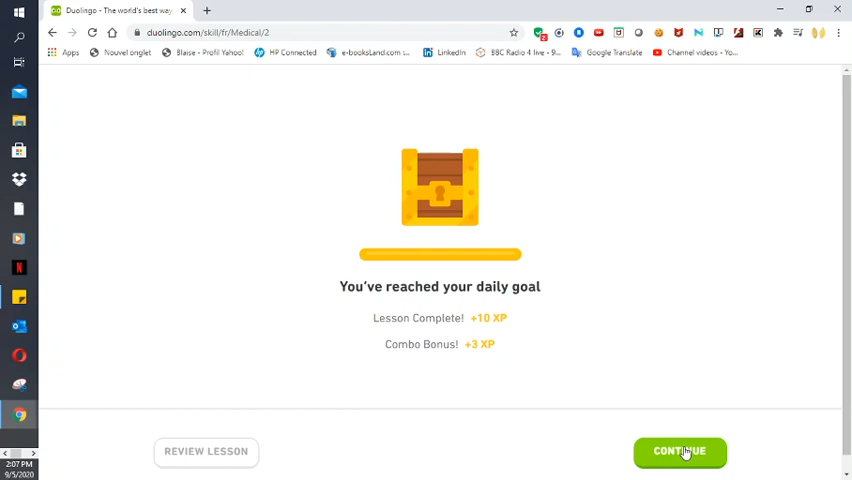 Duolingo - The world's best way
duolingo.com/skill/fr/Medical/2
Apps Nouvel onglet Blaise - Profil Yahoo! HP Connected e-booksLand.com :... LinkedIn BBC Radio 4 live - 9... Google Translate Channel videos - Yo...
You've reached your daily goal
Lesson Complete! +10 XP
Combo Bonus! +3 XP
REVIEW LESSON
CONTINUE
2:07 PM
9/5/2020